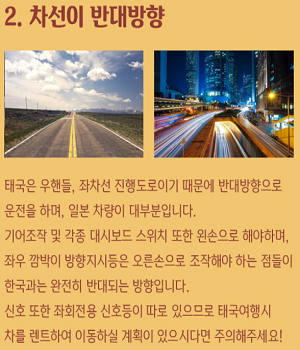 2. 차선이 반대방향
태국은 우핸들, 좌차선 진행도로이기 때문에 반대방향으로
운전을 하며, 일본 차량이 대부분입니다.
기어조작 및 각종 대시보드 스위치 또한 왼손으로 해야하며,
좌우 깜박이 방향지시등은 오른손으로 조작해야 하는 점들이
한국과는 완전히 반대되는 방향입니다.
신호 또한 좌회전용 신호등이 따로 있으므로 태국여행시
차를 렌트하여 이동하실 계획이 있으시다면 주의해주세요!